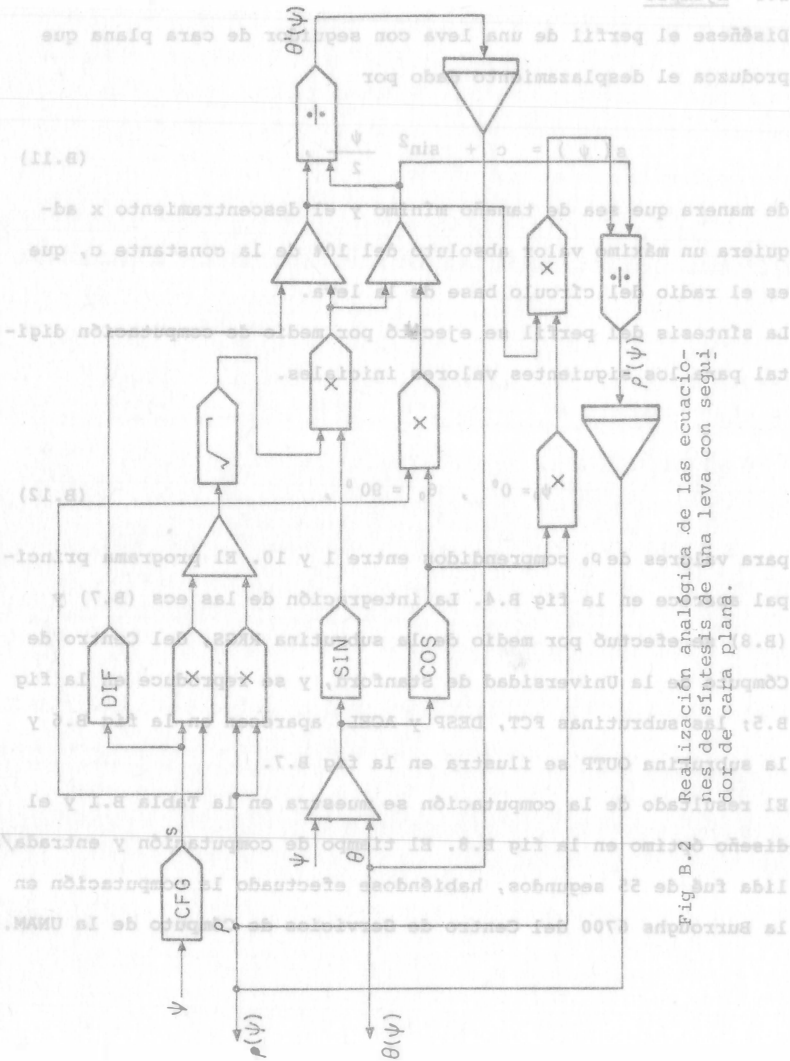 ψ
CFG
s
DIF
×
×
ρ
ρ(ψ)
ψ
θ
θ(ψ)
SIN
COS
√
×
×
×
×
÷
θ'(ψ)
÷
ρ'(ψ)
Fig B.2 Realización analógica de las ecuacio-
nes de síntesis de una leva con segui
dor de cara plana.
Diséñese el perfil de una leva con seguidor de cara plana que
produzca el desplazamiento dado por
s(ψ) = c + sin² ψ/2 (B.11)
de manera que sea de tamaño mínimo y el descentramiento x ad-
quiera un máximo valor absoluto del 10% de la constante c, que
es el radio del círculo base de la leva.
La síntesis del perfil se ejecutó por medio de computación digi-
tal para los siguientes valores iniciales.
ψ₀= 0° , θ₀ = 90° , (B.12)
para valores de ρ₀ comprendidos entre 1 y 10. El programa princi-
pal aparece en la fig B.4. La integración de las ecs (B.7) y
(B.8) se efectuó por medio de la subrutina RKGS, del Centro de
Cómputo de la Universidad de Stanford, y se reproduce en la fig
B.5; las subrutinas FCT, DESP y ACEL aparecen en la fig B.6 y
la subrutina OUTP se ilustra en la fig B.7.
El resultado de la computación se muestra en la Tabla B.1 y el
diseño óptimo en la fig B.8. El tiempo de computación y entrada/
lida fué de 55 segundos, habiéndose efectuado la computación en
la Burroughs 6700 del Centro de Servicios de Cómputo de la UNAM.